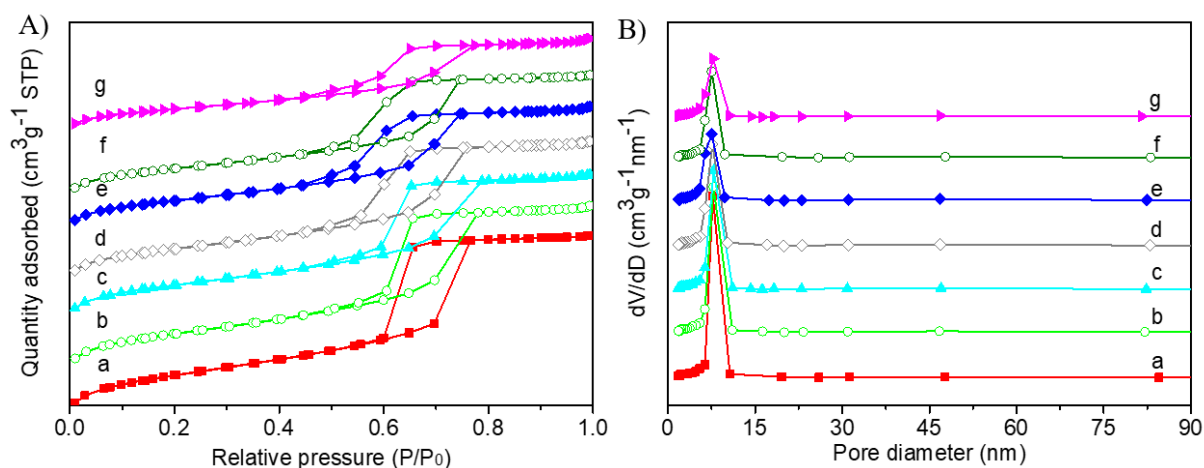 A)
Quantity adsorbed (cm³g⁻¹ STP)
g
f
e
d
c
b
a
0.0 0.2 0.4 0.6 0.8 1.0
Relative pressure (P/P₀)
B)
dV/dD (cm³g⁻¹nm⁻¹)
g
f
e
d
c
b
a
0 15 30 45 60 75 90
Pore diameter (nm)